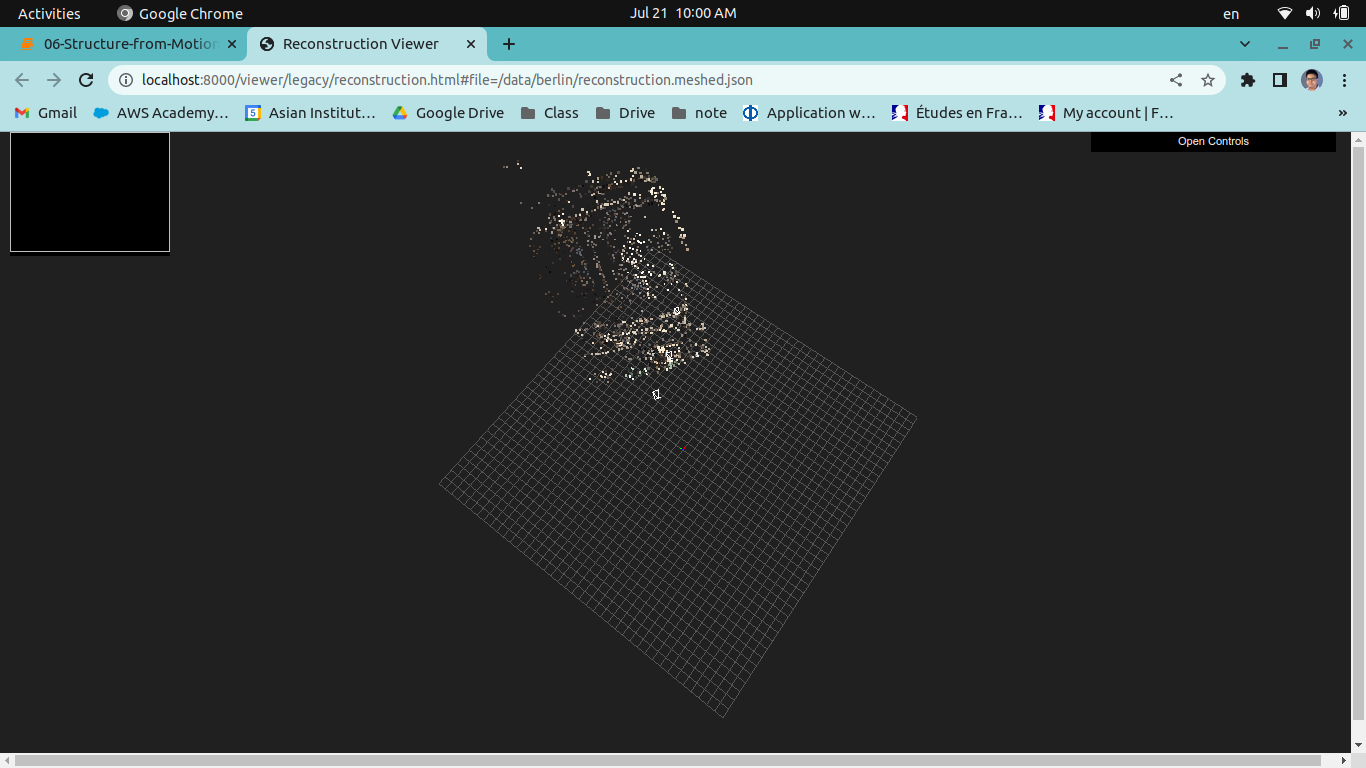 Activities Google Chrome Jul 21 10:00 AM en
06-Structure-from-Motion Reconstruction Viewer
localhost:8000/viewer/legacy/reconstruction.html#file=/data/berlin/reconstruction.meshed.json
Gmail AWS Academy… 5 Asian Institut… Google Drive Class Drive note Application w… Études en Fra… My account | F… »
Open Controls